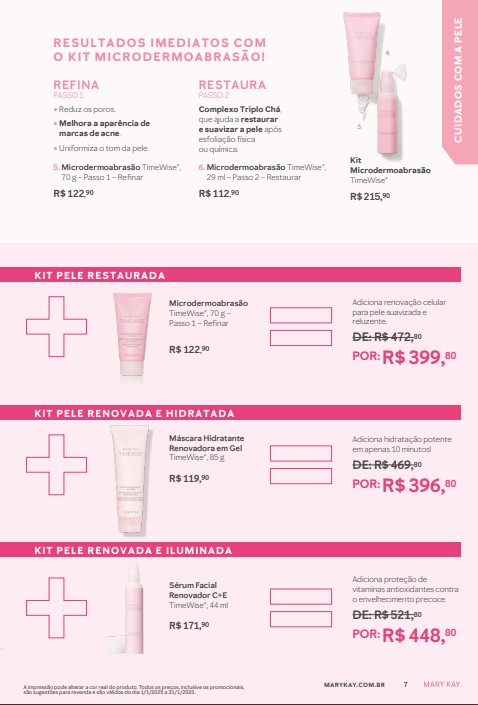 RESULTADOS IMEDIATOS COM
O KIT MICRODERMOABRASÃO!
REFINA
PASSO 1
• Reduz os poros.
• Melhora a aparência de
marcas de acne.
• Uniformiza o tom da pele.
5. Microdermoabrasão TimeWise®,
70 g – Passo 1 – Refinar
R$ 122,90
RESTAURA
PASSO 2
Complexo Triplo Chá,
que ajuda a restaurar
e suavizar a pele após
esfoliação física
ou química.
6. Microdermoabrasão TimeWise®,
29 ml – Passo 2 – Restaurar
R$ 112,90
6
5
Kit
Microdermoabrasão
TimeWise®
R$ 215,90
CUIDADOS COM A PELE
KIT PELE RESTAURADA
TIMEWISE
Microdermoabrasão
TimeWise®, 70 g –
Passo 1 – Refinar
R$ 122,90
Adiciona renovação celular
para pele suavizada e
reluzente.
DE: R$ 472,80
POR: R$ 399,80
KIT PELE RENOVADA E HIDRATADA
TIMEWISE
Máscara Hidratante
Renovadora em Gel
TimeWise®, 85 g
R$ 119,90
Adiciona hidratação potente
em apenas 10 minutos!
DE: R$ 469,80
POR: R$ 396,80
KIT PELE RENOVADA E ILUMINADA
Sérum Facial
Renovador C+E
TimeWise®, 44 ml
R$ 171,90
Adiciona proteção de
vitaminas antioxidantes contra
o envelhecimento precoce.
DE: R$ 521,80
POR: R$ 448,80
A impressão pode alterar a cor real do produto. Todos os preços, inclusive os promocionais,
são sugestões para revenda e são válidos do dia 1/1/2025 a 31/1/2025.
MARYKAY.COM.BR 7 MARY KAY